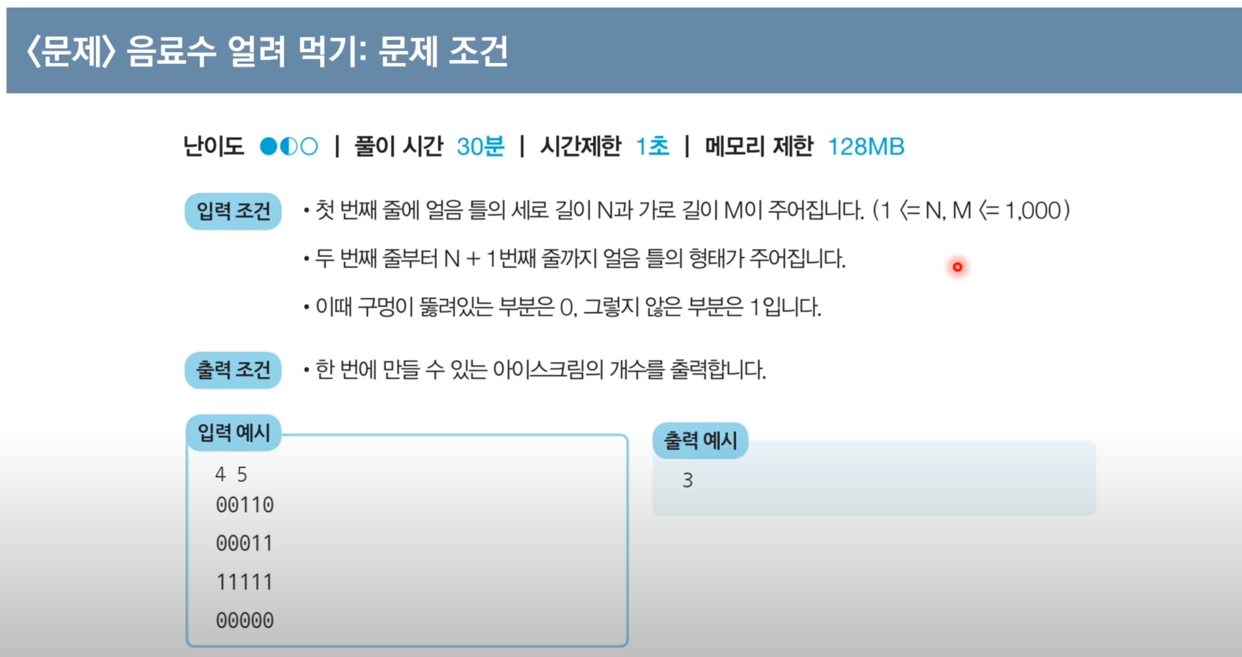 〈문제〉 음료수 얼려 먹기: 문제 조건
난이도 | 풀이 시간 30분 | 시간제한 1초 | 메모리 제한 128MB
입력 조건 • 첫 번째 줄에 얼음 틀의 세로 길이 N과 가로 길이 M이 주어집니다. (1 <= N, M <= 1,000)
• 두 번째 줄부터 N + 1번째 줄까지 얼음 틀의 형태가 주어집니다.
• 이때 구멍이 뚫려있는 부분은 0, 그렇지 않은 부분은 1입니다.
출력 조건 • 한 번에 만들 수 있는 아이스크림의 개수를 출력합니다.
입력 예시
4 5
00110
00011
11111
00000
출력 예시
3